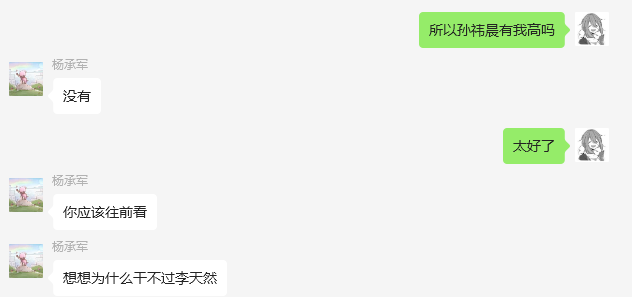 所以孙祎晨有我高吗
杨承军
没有
太好了
杨承军
你应该往前看
杨承军
想想为什么干不过李天然